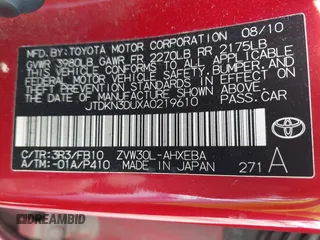 MFD. BY: TOYOTA MOTOR CORPORATION 08/10
GVWR 3980LB GAWR FR 2270LB RR 2175LB
THIS VEHICLE CONFORMS TO ALL APPLICABLE
FEDERAL MOTOR VEHICLE SAFETY, BUMPER, AND
THEFT PREVENTION STANDARDS IN EFFECT ON
THE DATE OF MANUFACTURE SHOWN ABOVE.
JTDKN3DUXA0219610 PASS.CAR
C/TR: 3R3/FB10 ZVW30L-AHXEBA
A/TM: -01A/P410 MADE IN JAPAN 271 A
DREAMBID